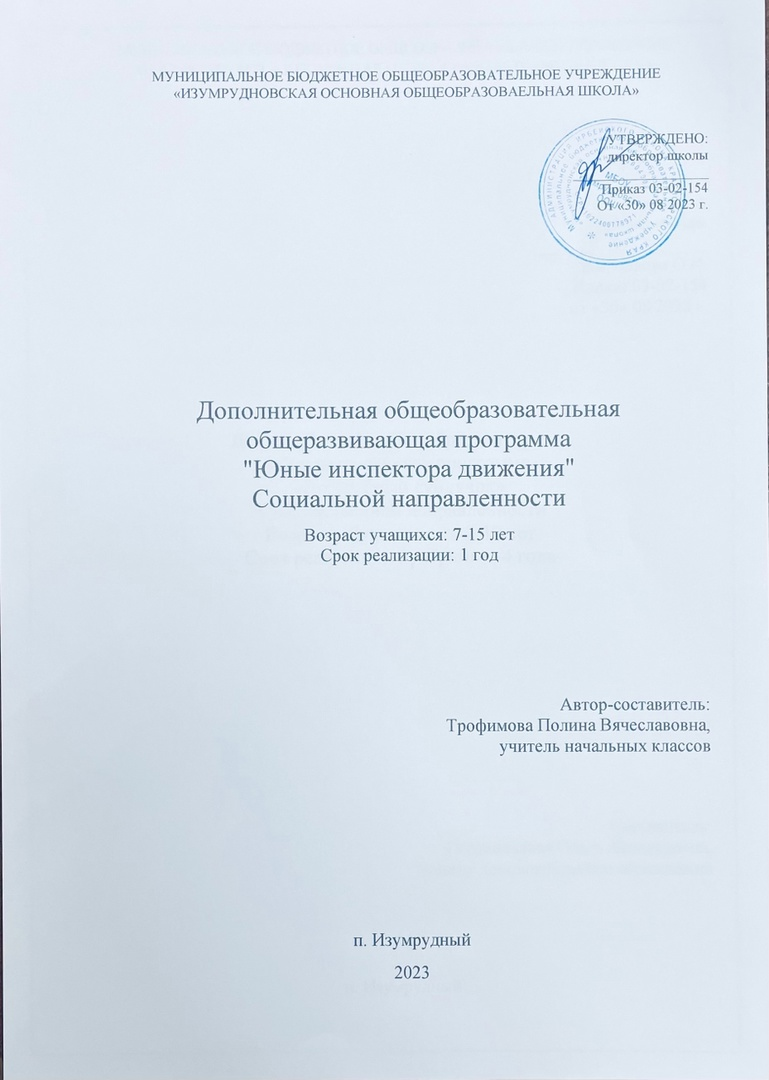 МУНИЦИПАЛЬНОЕ БЮДЖЕТНОЕ ОБЩЕОБРАЗОВАТЕЛЬНОЕ УЧРЕЖДЕНИЕ
«ИЗУМРУДНОВСКАЯ ОСНОВНАЯ ОБЩЕОБРАЗОВАЕЛЬНАЯ ШКОЛА»
УТВЕРЖДЕНО:
директор школы
Приказ 03-02-154
От «30» 08 2023 г.
Дополнительная общеобразовательная
общеразвивающая программа
"Юные инспектора движения"
Социальной направленности
Возраст учащихся: 7-15 лет
Срок реализации: 1 год
Автор-составитель:
Трофимова Полина Вячеславовна,
учитель начальных классов
п. Изумрудный
2023